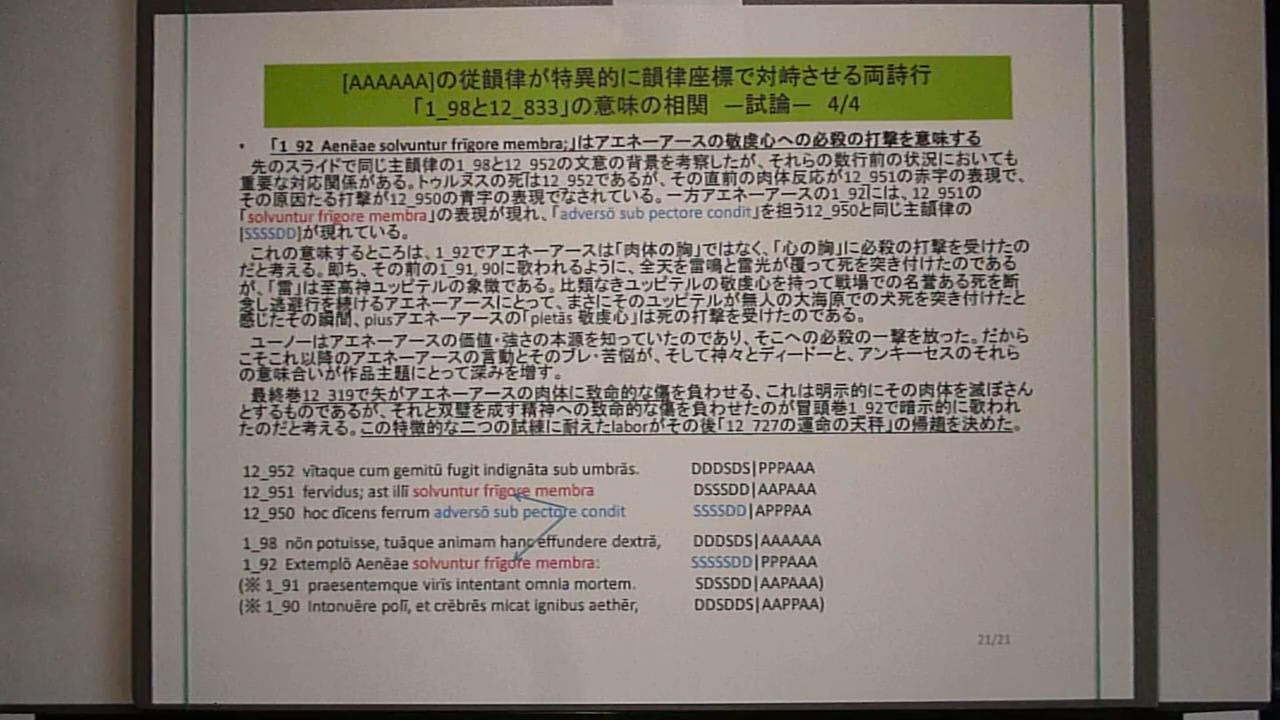 [AAAAAA]の従韻律が特異的に韻律座標で対峙させる両詩行
「1_98と12_833」の意味の相関 ―試論― 4/4
・ 「1_92 Aenēae solvuntur frīgore membra;」はアエネーアースの敬虔心への必殺の打撃を意味する
先のスライドで同じ主韻律の1_98と12_952の文意の背景を考察したが、それらの数行前の状況においても
重要な対応関係がある。トゥルヌスの死は12_952であるが、その直前の肉体反応が12_951の赤字の表現で、
その原因たる打撃が12_950の青字の表現でなされている。一方アエネーアースの1_92には、12_951の
「solvuntur frīgore membra」の表現が現れ、「adversō sub pectore condit」を担う12_950と同じ主韻律の
[SSSSDD]が現れている。
これの意味するところは、1_92でアエネーアースは「肉体の胸」ではなく、「心の胸」に必殺の打撃を受けたの
だと考える。即ち、その前の1_91, 90に歌われるように、全天を雷鳴と雷光が覆って死を突き付けたのである
が、「雷」は至高神ユッピテルの象徴である。比類なきユッピテルの敬虔心を持って戦場での名誉ある死を断
念し逃避行を続けるアエネーアースにとって、まさにそのユッピテルが無人の大海原での犬死を突き付けたと
感じたその瞬間、piusアエネーアースの「pietās 敬虔心」は死の打撃を受けたのである。
ユーノーはアエネーアースの価値・強さの本源を知っていたのであり、そこへの必殺の一撃を放った。だから
こそこれ以降のアエネーアースの言動とそのブレ・苦悩が、そして神々とディードーと、アンキーセスのそれら
の意味合いが作品主題にとって深みを増す。
最終巻12_319で矢がアエネーアースの肉体に致命的な傷を負わせる、これは明示的にその肉体を滅ぼさん
とするものであるが、それと双璧を成す精神への致命的な傷を負わせたのが冒頭巻1_92で暗示的に歌われ
たのだと考える。この特徴的な二つの試練に耐えたlaborがその後「12_727の運命の天秤」の帰趨を決めた。
12_952 vītaque cum gemitū fugit indignāta sub umbrās. DDDSDS|PPPAAA
12_951 fervidus; ast illī solvuntur frīgore membra DSSSDD|AAPAAA
12_950 hoc dīcens ferrum adversō sub pectore condit SSSSDD|APPPAA
1_98 nōn potuisse, tuāque animam hanc effundere dextrā, DDDSDS|AAAAAA
1_92 Extemplō Aenēae solvuntur frīgore membra: SSSSSDD|PPPAAA
(※ 1_91 praesentemque virīs intentant omnia mortem. SDSSDD|AAPAAA)
(※ 1_90 Intonuēre polī, et crēbrēs micat ignibus aethēr, DDSDDS|AAPPAA)
21/21